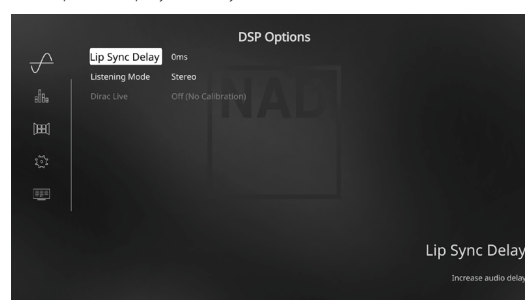 DSP Options
Lip Sync Delay 0ms
Listening Mode Stereo
Dirac Live Off (No Calibration)
NAD
Lip Sync Delay
Increase audio delay